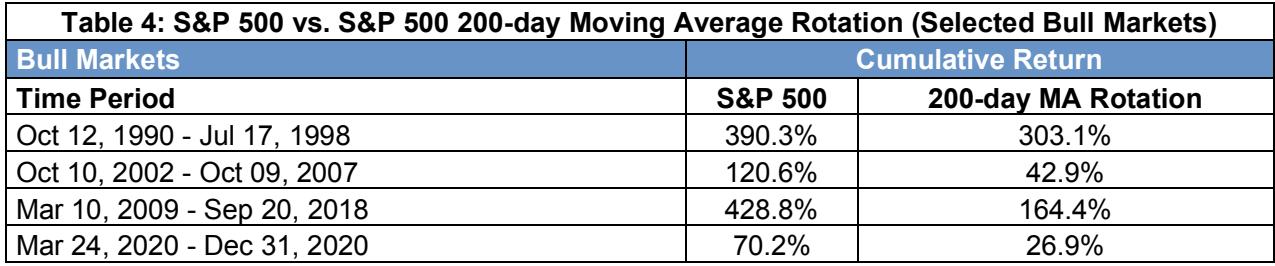 Table 4: S&P 500 vs. S&P 500 200-day Moving Average Rotation (Selected Bull Markets)
Bull Markets Cumulative Return
Time Period S&P 500 200-day MA Rotation
Oct 12, 1990 - Jul 17, 1998 390.3% 303.1%
Oct 10, 2002 - Oct 09, 2007 120.6% 42.9%
Mar 10, 2009 - Sep 20, 2018 428.8% 164.4%
Mar 24, 2020 - Dec 31, 2020 70.2% 26.9%